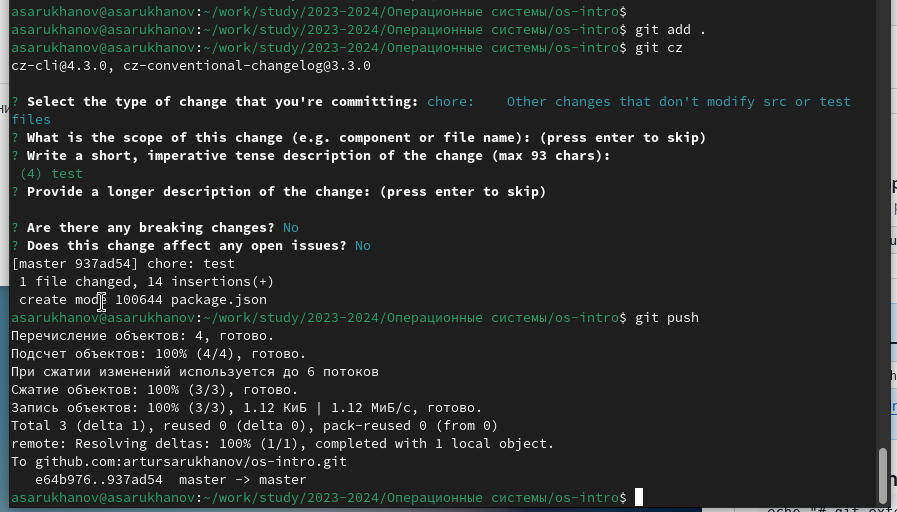 asarukhanov@asarukhanov:~/work/study/2023-2024/Операционные системы/os-intro$
asarukhanov@asarukhanov:~/work/study/2023-2024/Операционные системы/os-intro$ git add .
asarukhanov@asarukhanov:~/work/study/2023-2024/Операционные системы/os-intro$ git cz
cz-cli@4.3.0, cz-conventional-changelog@3.3.0
? Select the type of change that you're committing: chore:    Other changes that don't modify src or test
files
? What is the scope of this change (e.g. component or file name): (press enter to skip)
? Write a short, imperative tense description of the change (max 93 chars):
 (4) test
? Provide a longer description of the change: (press enter to skip)
? Are there any breaking changes? No
? Does this change affect any open issues? No
[master 937ad54] chore: test
 1 file changed, 14 insertions(+)
 create mode 100644 package.json
asarukhanov@asarukhanov:~/work/study/2023-2024/Операционные системы/os-intro$ git push
Перечисление объектов: 4, готово.
Подсчет объектов: 100% (4/4), готово.
При сжатии изменений используется до 6 потоков
Сжатие объектов: 100% (3/3), готово.
Запись объектов: 100% (3/3), 1.12 КиБ | 1.12 МиБ/с, готово.
Total 3 (delta 1), reused 0 (delta 0), pack-reused 0 (from 0)
remote: Resolving deltas: 100% (1/1), completed with 1 local object.
To github.com:artursarukhanov/os-intro.git
   e64b976..937ad54  master -> master
asarukhanov@asarukhanov:~/work/study/2023-2024/Операционные системы/os-intro$